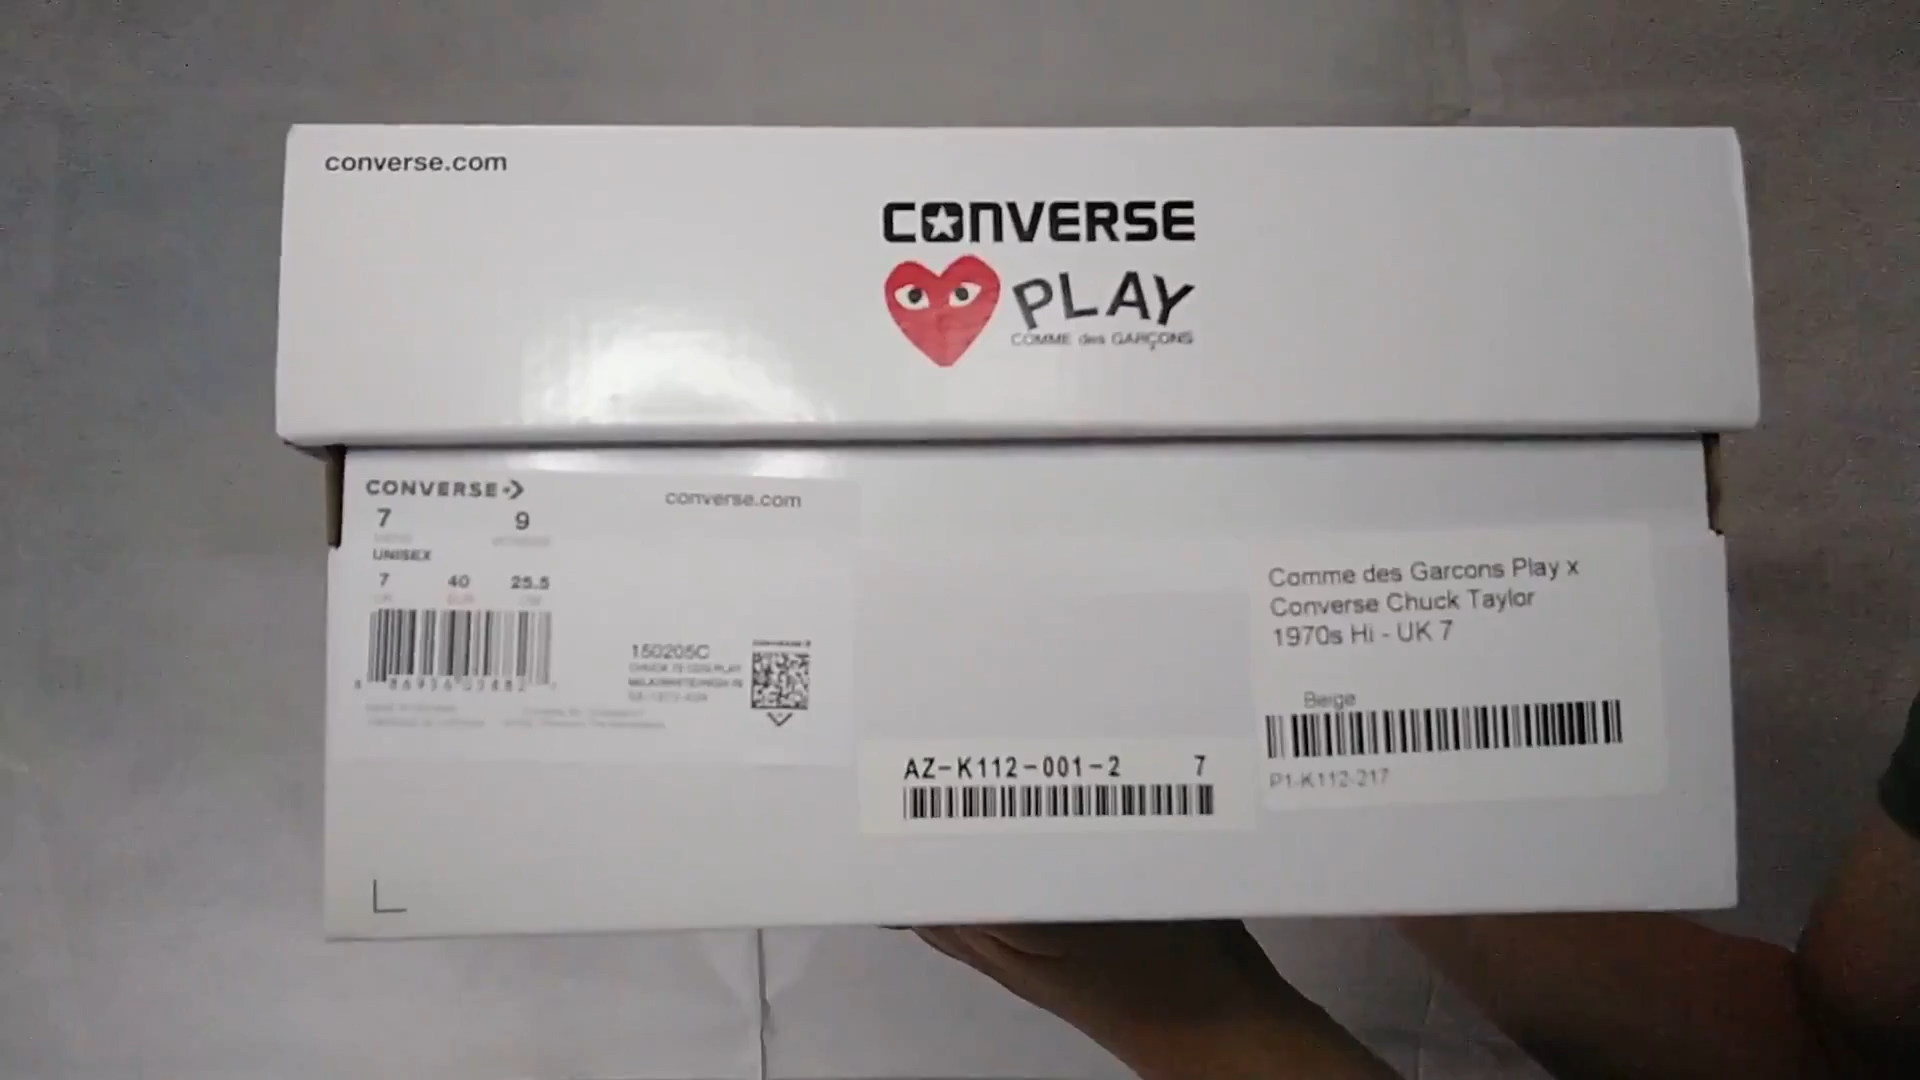 converse.com
CONVERSE
PLAY
COMME des GARÇONS
CONVERSE
converse.com
7 9
UNISEX
7 40 25.5
150205C
Comme des Garcons Play x
Converse Chuck Taylor
1970s Hi - UK 7
Beige
P1-K112-217
AZ-K112-001-2 7